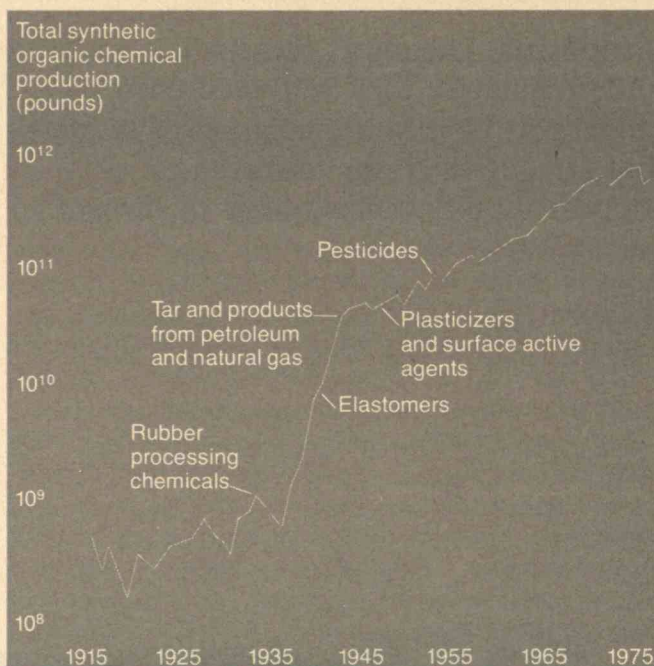 Total synthetic
organic chemical
production
(pounds)
10¹²
10¹¹
10¹⁰
10⁹
10⁸
Pesticides
Tar and products
from petroleum
and natural gas
Plasticizers
and surface active
agents
Elastomers
Rubber
processing
chemicals
1915 1925 1935 1945 1955 1965 1975